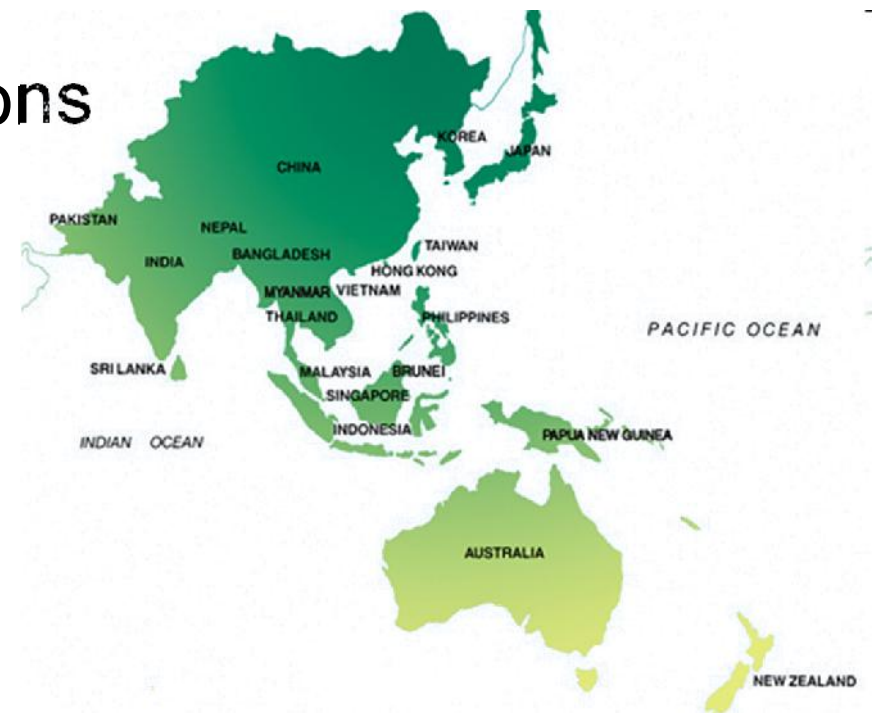 ons
KOREA
JAPAN
CHINA
PAKISTAN
NEPAL
TAIWAN
BANGLADESH
INDIA
HONG KONG
MYANMAR
VIETNAM
THAILAND
PHILIPPINES
PACIFIC OCEAN
SRI LANKA
MALAYSIA
BRUNEI
SINGAPORE
INDONESIA
PAPUA NEW GUINEA
INDIAN OCEAN
AUSTRALIA
NEW ZEALAND